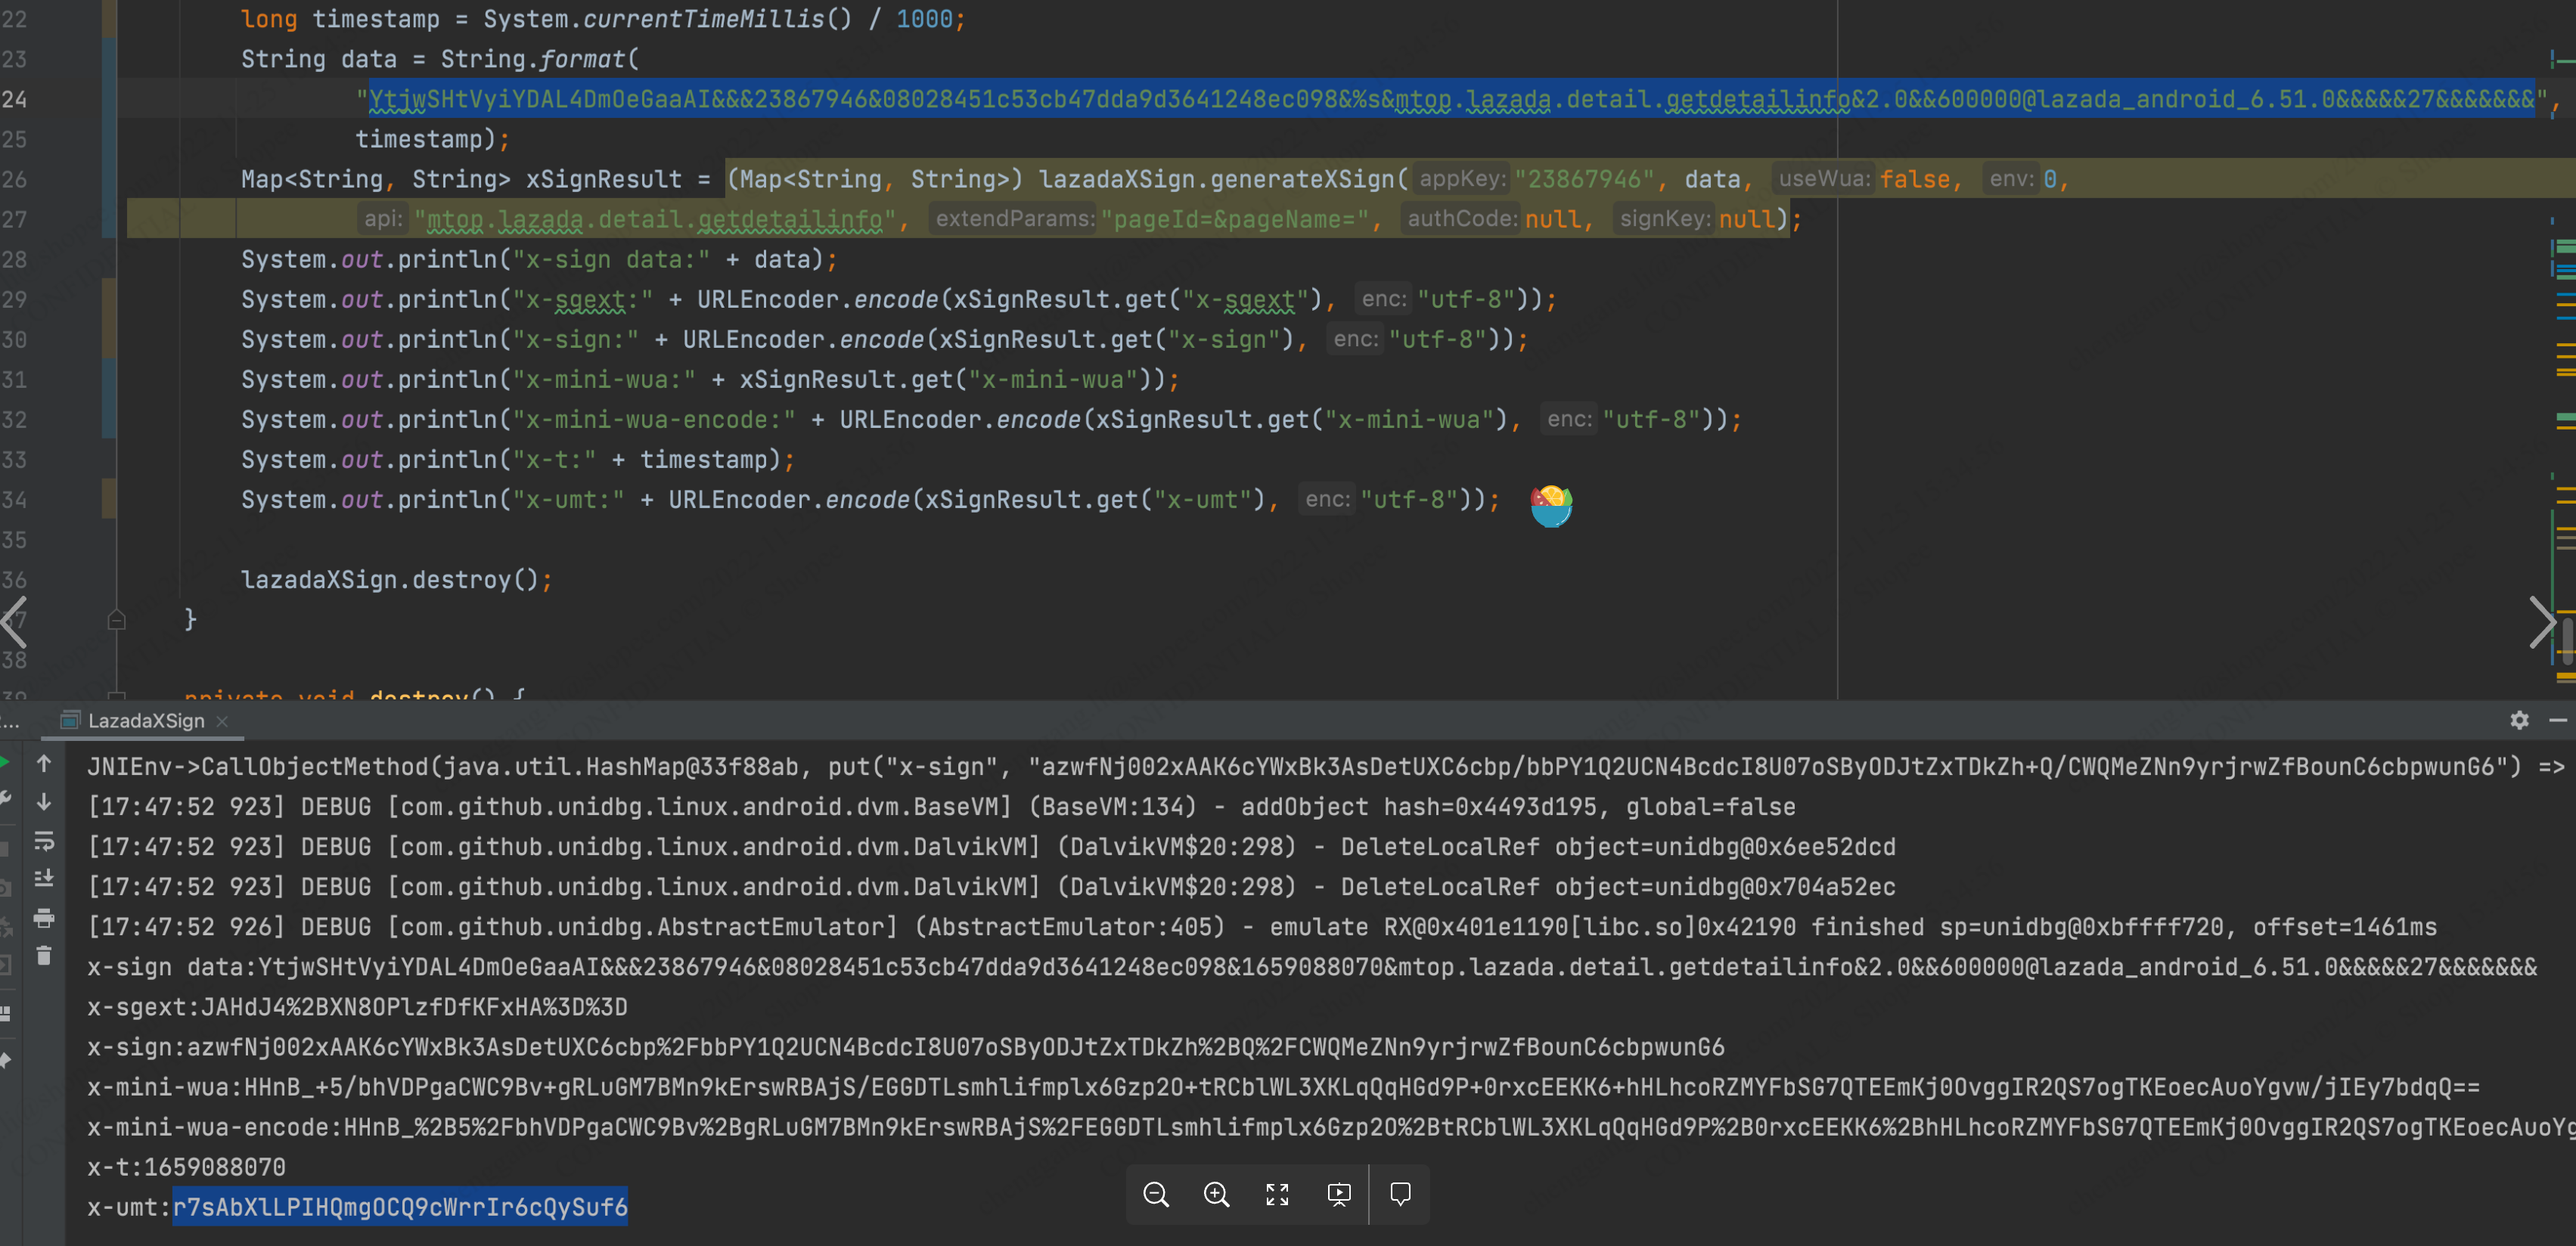 22 long timestamp = System.currentTimeMillis() / 1000;
23 String data = String.format(
24 "YtjwSHtVyiYDAL4DmOeGaaAI&&&23867946&08028451c53cb47dda9d3641248ec098&%s&mtop.lazada.detail.getdetailinfo&2.0&&600000@lazada_android_6.51.0&&&&&27&&&&&&&",
25 timestamp);
26 Map<String, String> xSignResult = (Map<String, String>) lazadaXSign.generateXSign( appKey: "23867946", data, useWua: false, env: 0,
27 api: "mtop.lazada.detail.getdetailinfo", extendParams: "pageId=&pageName=", authCode: null, signKey: null);
28 System.out.println("x-sign data:" + data);
29 System.out.println("x-sgext:" + URLEncoder.encode(xSignResult.get("x-sgext"), enc: "utf-8"));
30 System.out.println("x-sign:" + URLEncoder.encode(xSignResult.get("x-sign"), enc: "utf-8"));
31 System.out.println("x-mini-wua:" + xSignResult.get("x-mini-wua"));
32 System.out.println("x-mini-wua-encode:" + URLEncoder.encode(xSignResult.get("x-mini-wua"), enc: "utf-8"));
33 System.out.println("x-t:" + timestamp);
34 System.out.println("x-umt:" + URLEncoder.encode(xSignResult.get("x-umt"), enc: "utf-8"));
35
36 lazadaXSign.destroy();
37 }
38
39 private void destroy() {
LazadaXSign
JNIEnv->CallObjectMethod(java.util.HashMap@33f88ab, put("x-sign", "azwfNj002xAAK6cYWxBk3AsDetUXC6cbp/bbPY1Q2UCN4BcdcI8U07oSByODJtZxTDkZh+Q/CWQMeZNn9yrjrwZfBounC6cbpwunG6") =>
[17:47:52 923] DEBUG [com.github.unidbg.linux.android.dvm.BaseVM] (BaseVM:134) - addObject hash=0x4493d195, global=false
[17:47:52 923] DEBUG [com.github.unidbg.linux.android.dvm.DalvikVM] (DalvikVM$20:298) - DeleteLocalRef object=unidbg@0x6ee52dcd
[17:47:52 923] DEBUG [com.github.unidbg.linux.android.dvm.DalvikVM] (DalvikVM$20:298) - DeleteLocalRef object=unidbg@0x704a52ec
[17:47:52 926] DEBUG [com.github.unidbg.AbstractEmulator] (AbstractEmulator:405) - emulate RX@0x401e1190[libc.so]0x42190 finished sp=unidbg@0xbffff720, offset=1461ms
x-sign data:YtjwSHtVyiYDAL4DmOeGaaAI&&&23867946&08028451c53cb47dda9d3641248ec098&1659088070&mtop.lazada.detail.getdetailinfo&2.0&&600000@lazada_android_6.51.0&&&&&27&&&&&&&
x-sgext:JAHdJ4%2BXN8OPlzfDfKFxHA%3D%3D
x-sign:azwfNj002xAAK6cYWxBk3AsDetUXC6cbp%2FbbPY1Q2UCN4BcdcI8U07oSByODJtZxTDkZh%2BQ%2FCWQMeZNn9yrjrwZfBounC6cbpwunG6
x-mini-wua:HHnB_+5/bhVDPgaCWC9Bv+gRLuGM7BMn9kErswRBAjS/EGGDTLsmhlifmplx6Gzp2O+tRCblWL3XKLqQqHGd9P+0rxcEEKK6+hHLhcoRZMYFbSG7QTEEmKj0OvggIR2QS7ogTKEoecAuoYgvw/jIEy7bdqQ==
x-mini-wua-encode:HHnB_%2B5%2FbhVDPgaCWC9Bv%2BgRLuGM7BMn9kErswRBAjS%2FEGGDTLsmhlifmplx6Gzp2O%2BtRCblWL3XKLqQqHGd9P%2B0rxcEEKK6%2BhHLhcoRZMYFbSG7QTEEmKj0OvggIR2QS7ogTKEoecAuoYg
x-t:1659088070
x-umt:r7sAbXlLPIHQmgOCQ9cWrrIr6cQySuf6